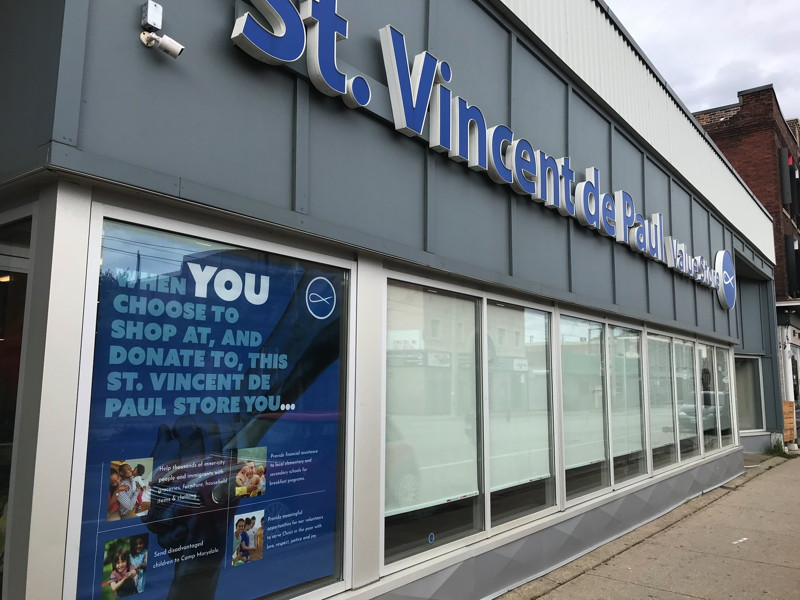 St. Vincent de Paul Value Store
WHEN YOU
CHOOSE TO
SHOP AT, AND
DONATE TO, THIS
ST. VINCENT DE
PAUL STORE YOU...
Help thousands of inner-city
people and immigrants with
groceries, furniture, household
items & clothing.
Provide financial assistance
to local elementary and
secondary schools for
breakfast programs.
Send disadvantaged
children to Camp Marydale.
Provide meaningful
opportunities for our volunteers
to serve Christ in the poor with
love, respect, justice and joy.